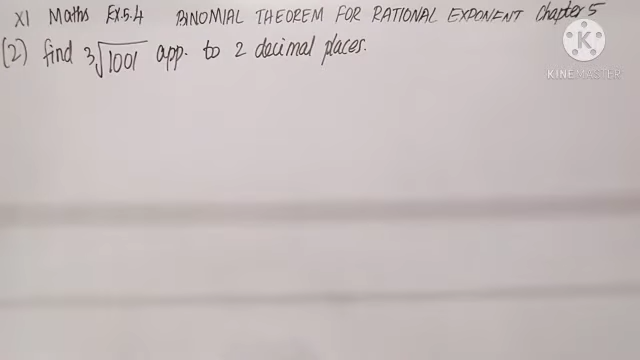 XI Maths EX.5.4 BINOMIAL THEOREM FOR RATIONAL EXPONENT Chapter 5
(2) find ∛1001 app. to 2 decimal places.
KINEMASTER